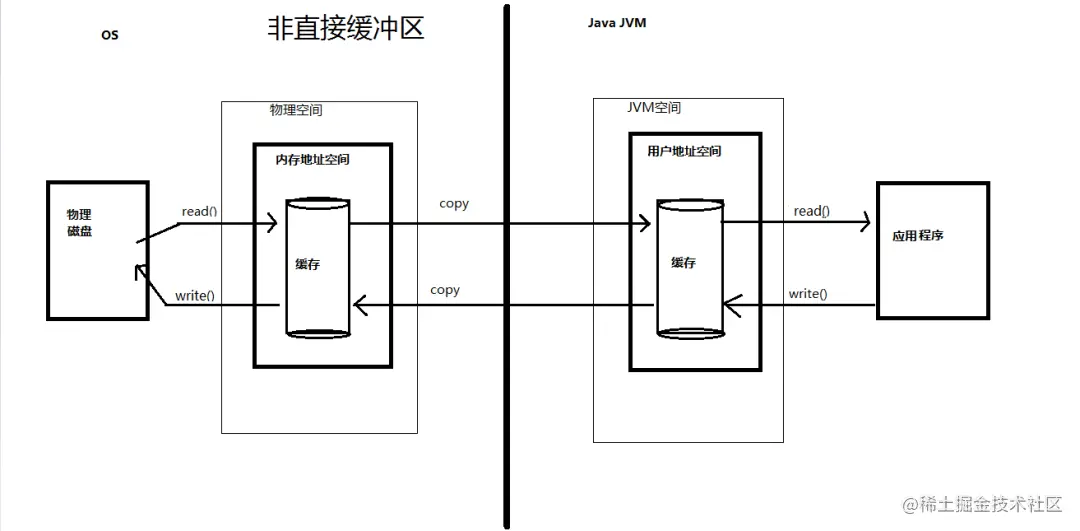 OS
非直接缓冲区
Java JVM
物理空间
JVM空间
内存地址空间
用户地址空间
物理
磁盘
read()
copy
read()
应用程序
缓存
缓存
write()
copy
write()
@稀土掘金技术社区